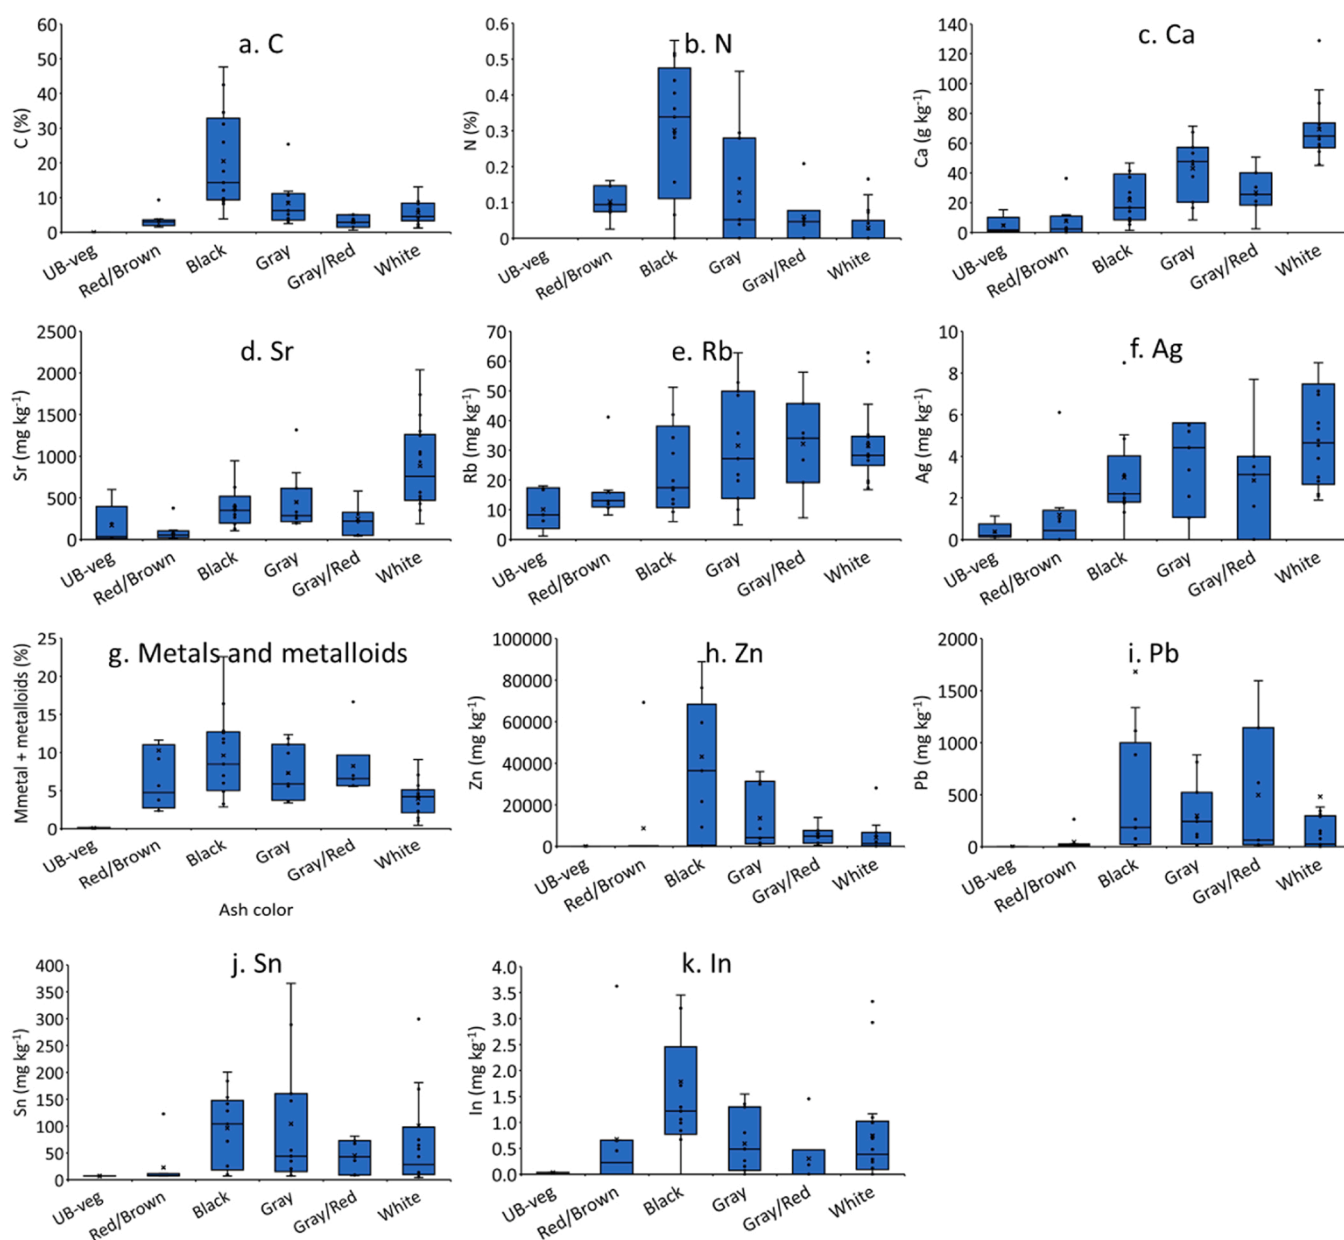 a. C
C (%)
60
50
40
30
20
10
0
UB-veg
Red/Brown
Black
Gray
Gray/Red
White
b. N
N (%)
0.6
0.5
0.4
0.3
0.2
0.1
0
UB-veg
Red/Brown
Black
Gray
Gray/Red
White
c. Ca
Ca (g kg⁻¹)
140
120
100
80
60
40
20
0
UB-veg
Red/Brown
Black
Gray
Gray/Red
White
d. Sr
Sr (mg kg⁻¹)
2500
2000
1500
1000
500
0
UB-veg
Red/Brown
Black
Gray
Gray/Red
White
e. Rb
Rb (mg kg⁻¹)
70
60
50
40
30
20
10
0
UB-veg
Red/Brown
Black
Gray
Gray/Red
White
f. Ag
Ag (mg kg⁻¹)
10
8
6
4
2
0
UB-veg
Red/Brown
Black
Gray
Gray/Red
White
g. Metals and metalloids
Mmetal + metalloids (%)
25
20
15
10
5
0
UB-veg
Red/Brown
Black
Gray
Gray/Red
White
Ash color
h. Zn
Zn (mg kg⁻¹)
100000
80000
60000
40000
20000
0
UB-veg
Red/Brown
Black
Gray
Gray/Red
White
i. Pb
Pb (mg kg⁻¹)
2000
1500
1000
500
0
UB-veg
Red/Brown
Black
Gray
Gray/Red
White
j. Sn
Sn (mg kg⁻¹)
400
350
300
250
200
150
100
50
0
UB-veg
Red/Brown
Black
Gray
Gray/Red
White
k. In
In (mg kg⁻¹)
4.0
3.5
3.0
2.5
2.0
1.5
1.0
0.5
0.0
UB-veg
Red/Brown
Black
Gray
Gray/Red
White